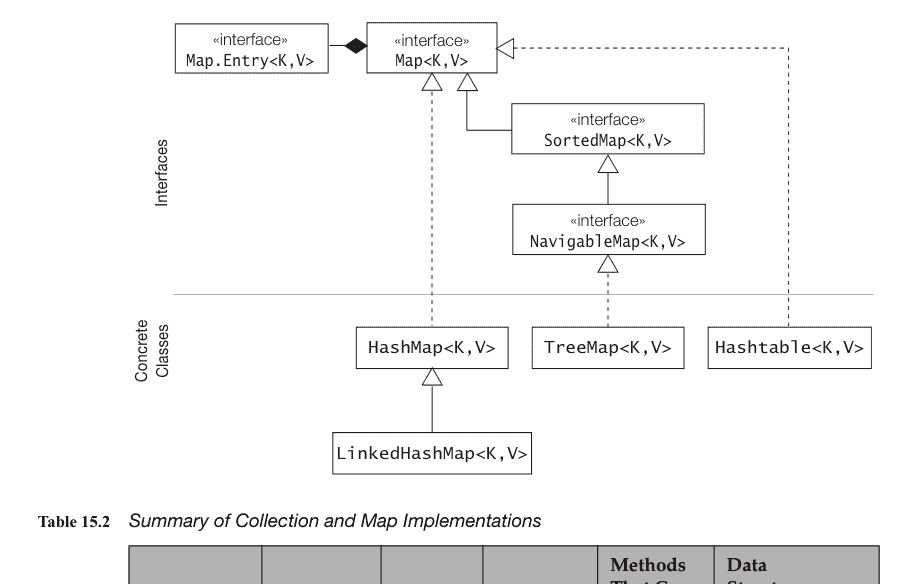 «interface»
Map.Entry<K,V>
«interface»
Map<K,V>
«interface»
SortedMap<K,V>
Interfaces
«interface»
NavigableMap<K,V>
Concrete
Classes
HashMap<K,V>
TreeMap<K,V>
Hashtable<K,V>
LinkedHashMap<K,V>
Table 15.2 Summary of Collection and Map Implementations
Methods
Data